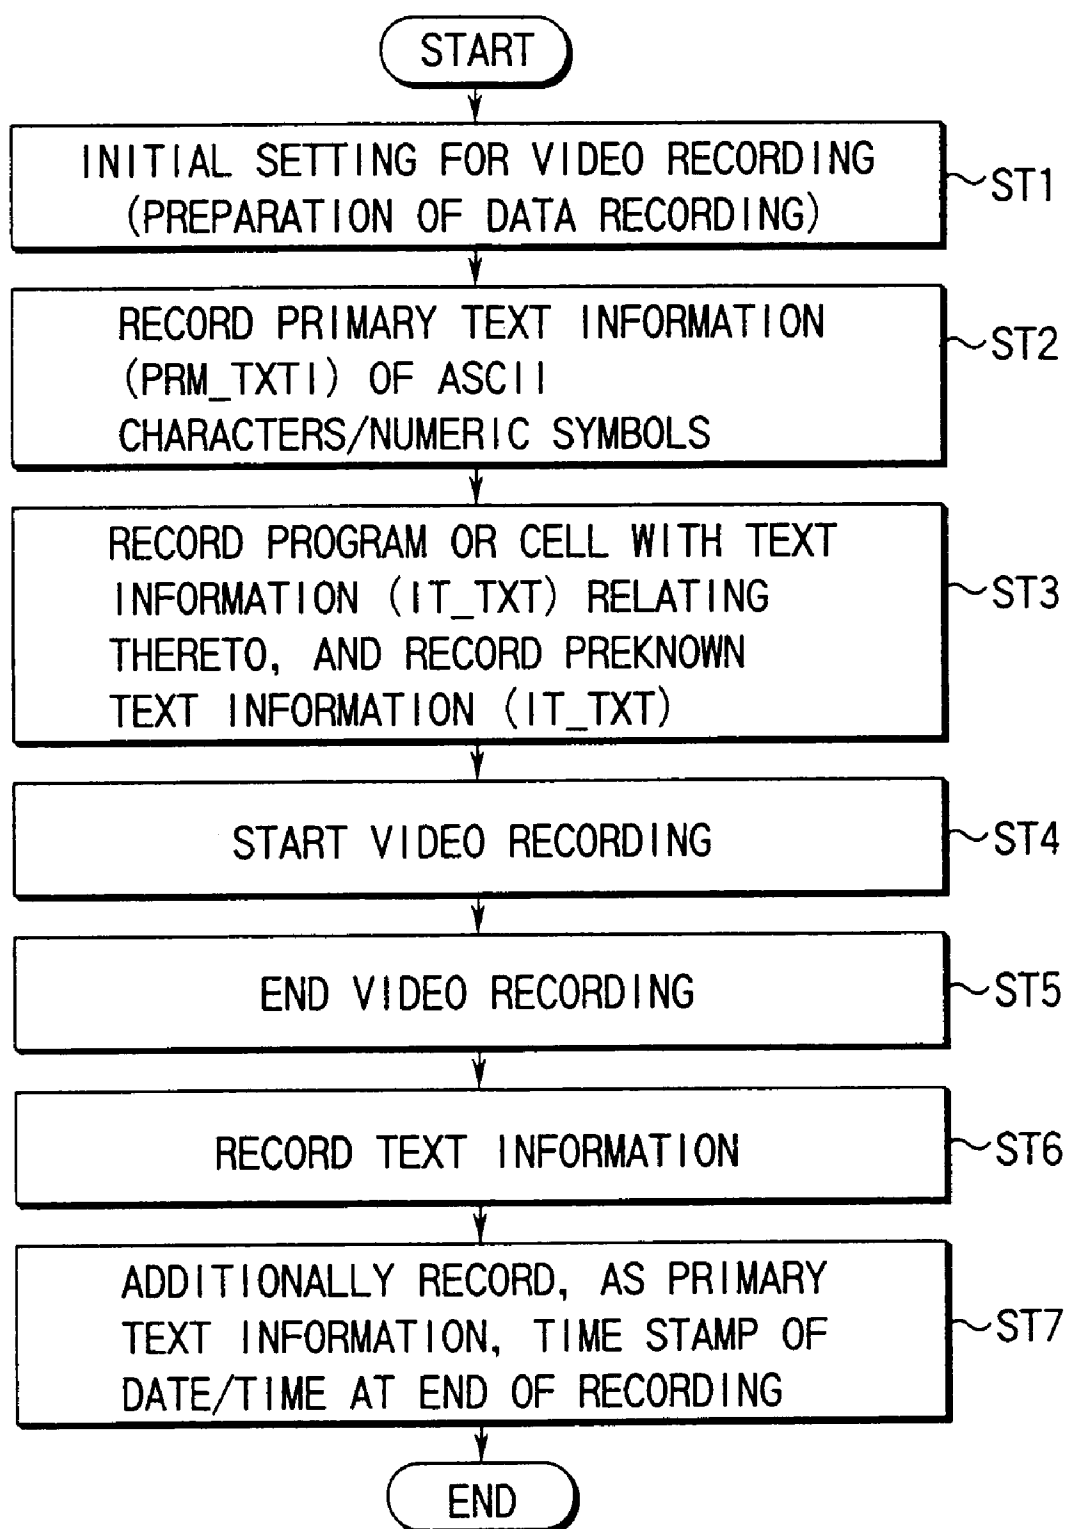 START
INITIAL SETTING FOR VIDEO RECORDING
(PREPARATION OF DATA RECORDING)
ST1
RECORD PRIMARY TEXT INFORMATION
(PRM_TXTI) OF ASCII
CHARACTERS/NUMERIC SYMBOLS
ST2
RECORD PROGRAM OR CELL WITH TEXT
INFORMATION (IT_TXT) RELATING
THERETO, AND RECORD PREKNOWN
TEXT INFORMATION (IT_TXT)
ST3
START VIDEO RECORDING
ST4
END VIDEO RECORDING
ST5
RECORD TEXT INFORMATION
ST6
ADDITIONALLY RECORD, AS PRIMARY
TEXT INFORMATION, TIME STAMP OF
DATE/TIME AT END OF RECORDING
ST7
END